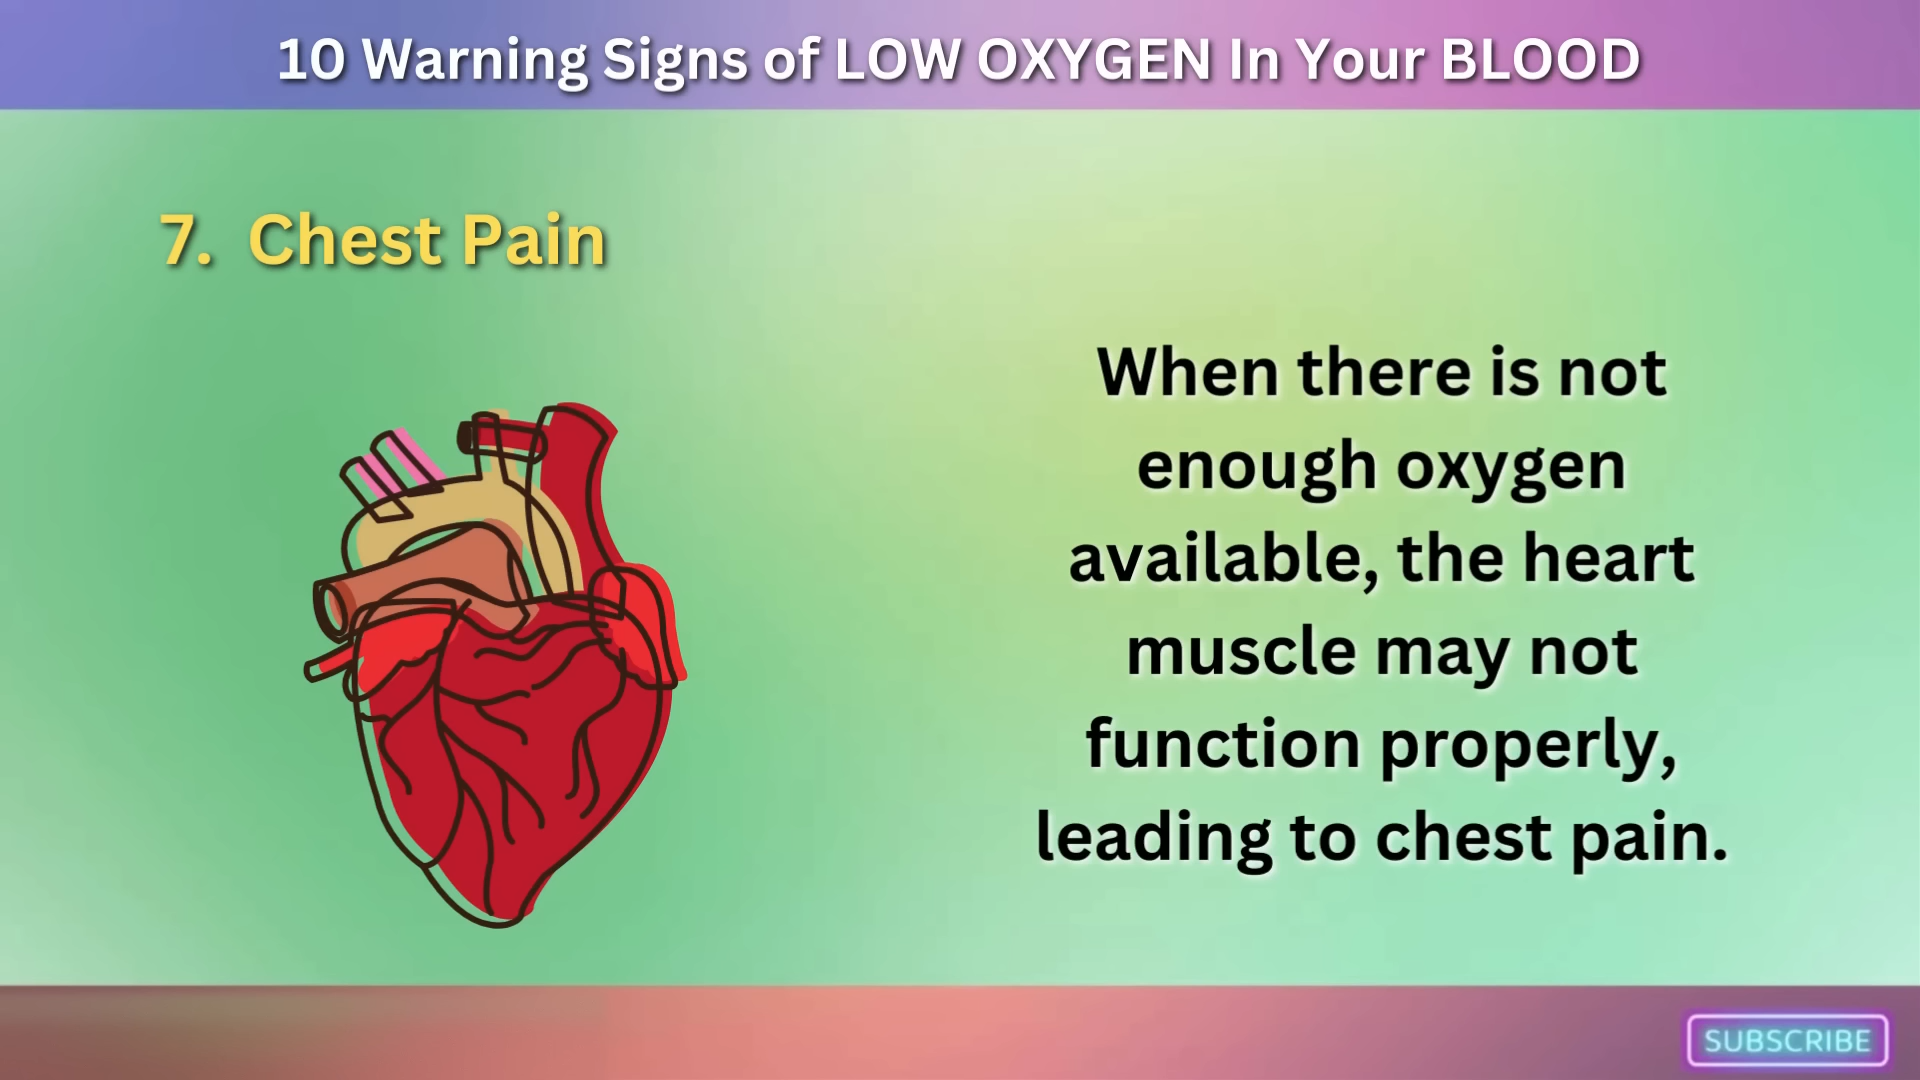 10 Warning Signs of LOW OXYGEN In Your BLOOD
7. Chest Pain
When there is not
enough oxygen
available, the heart
muscle may not
function properly,
leading to chest pain.
SUBSCRIBE